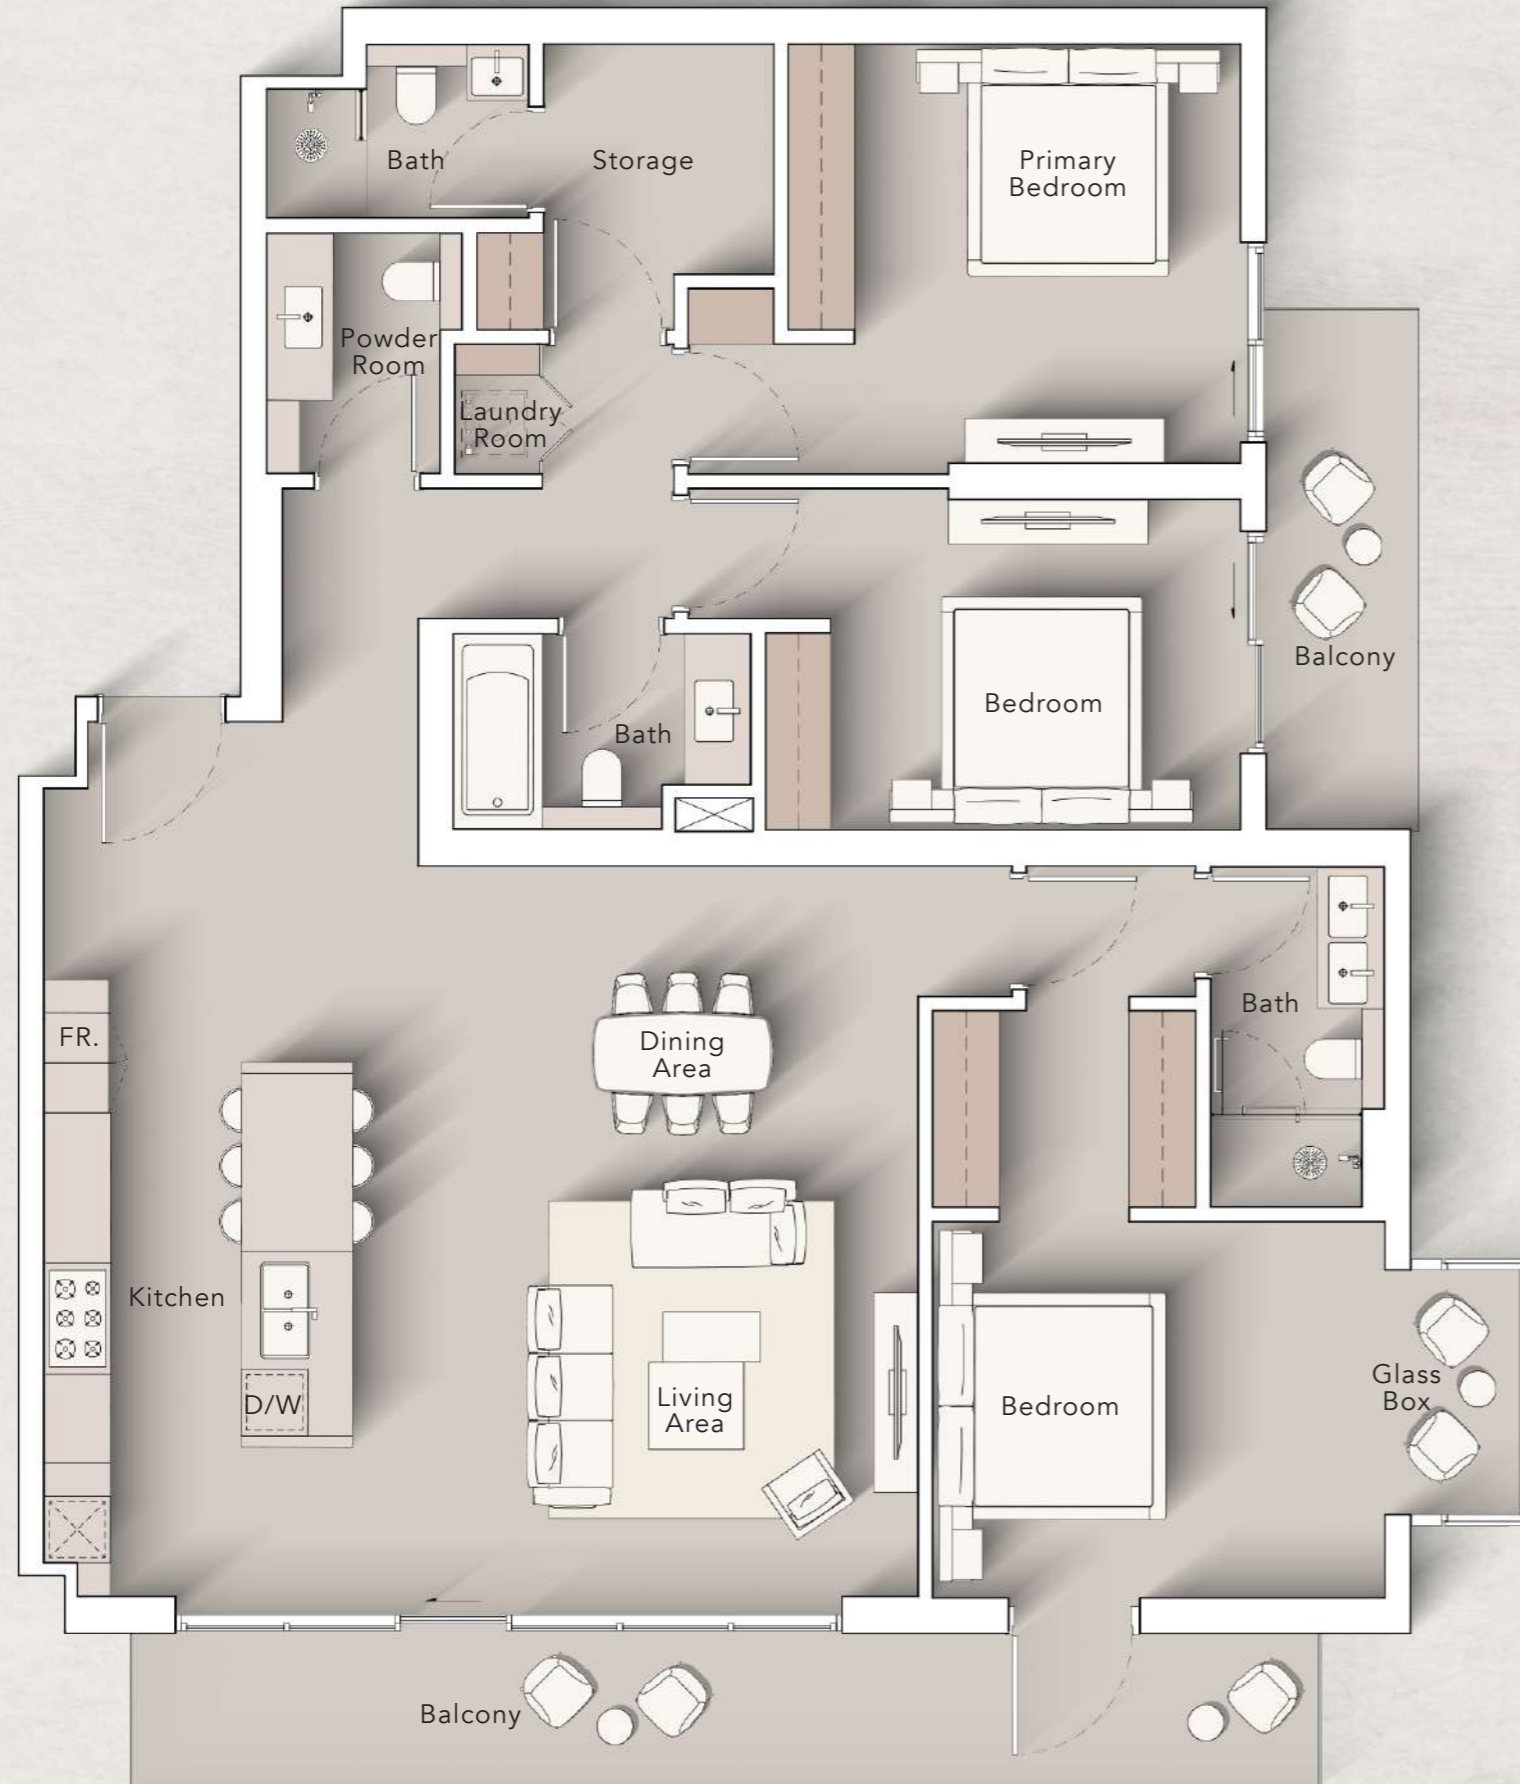 Bath
Storage
Primary
Bedroom
Powder
Room
Laundry
Room
Balcony
Bedroom
Bath
Bath
FR.
Dining
Area
Kitchen
Living
Area
D/W
Bedroom
Glass
Box
Balcony